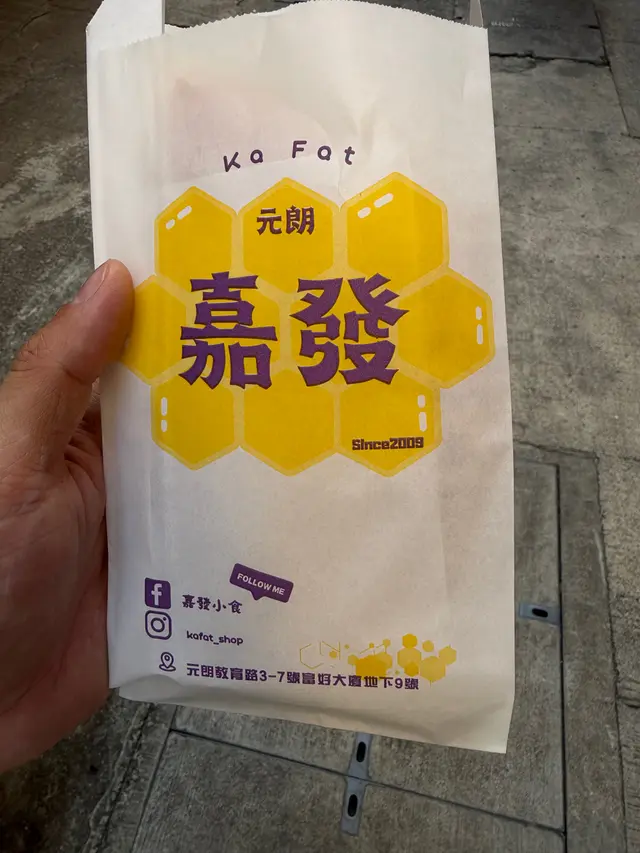 Ka Fat
元朗
嘉發
Since2009
FOLLOW ME
嘉發小食
kafat_shop
元朗教育路3-7號富好大廈地下9號